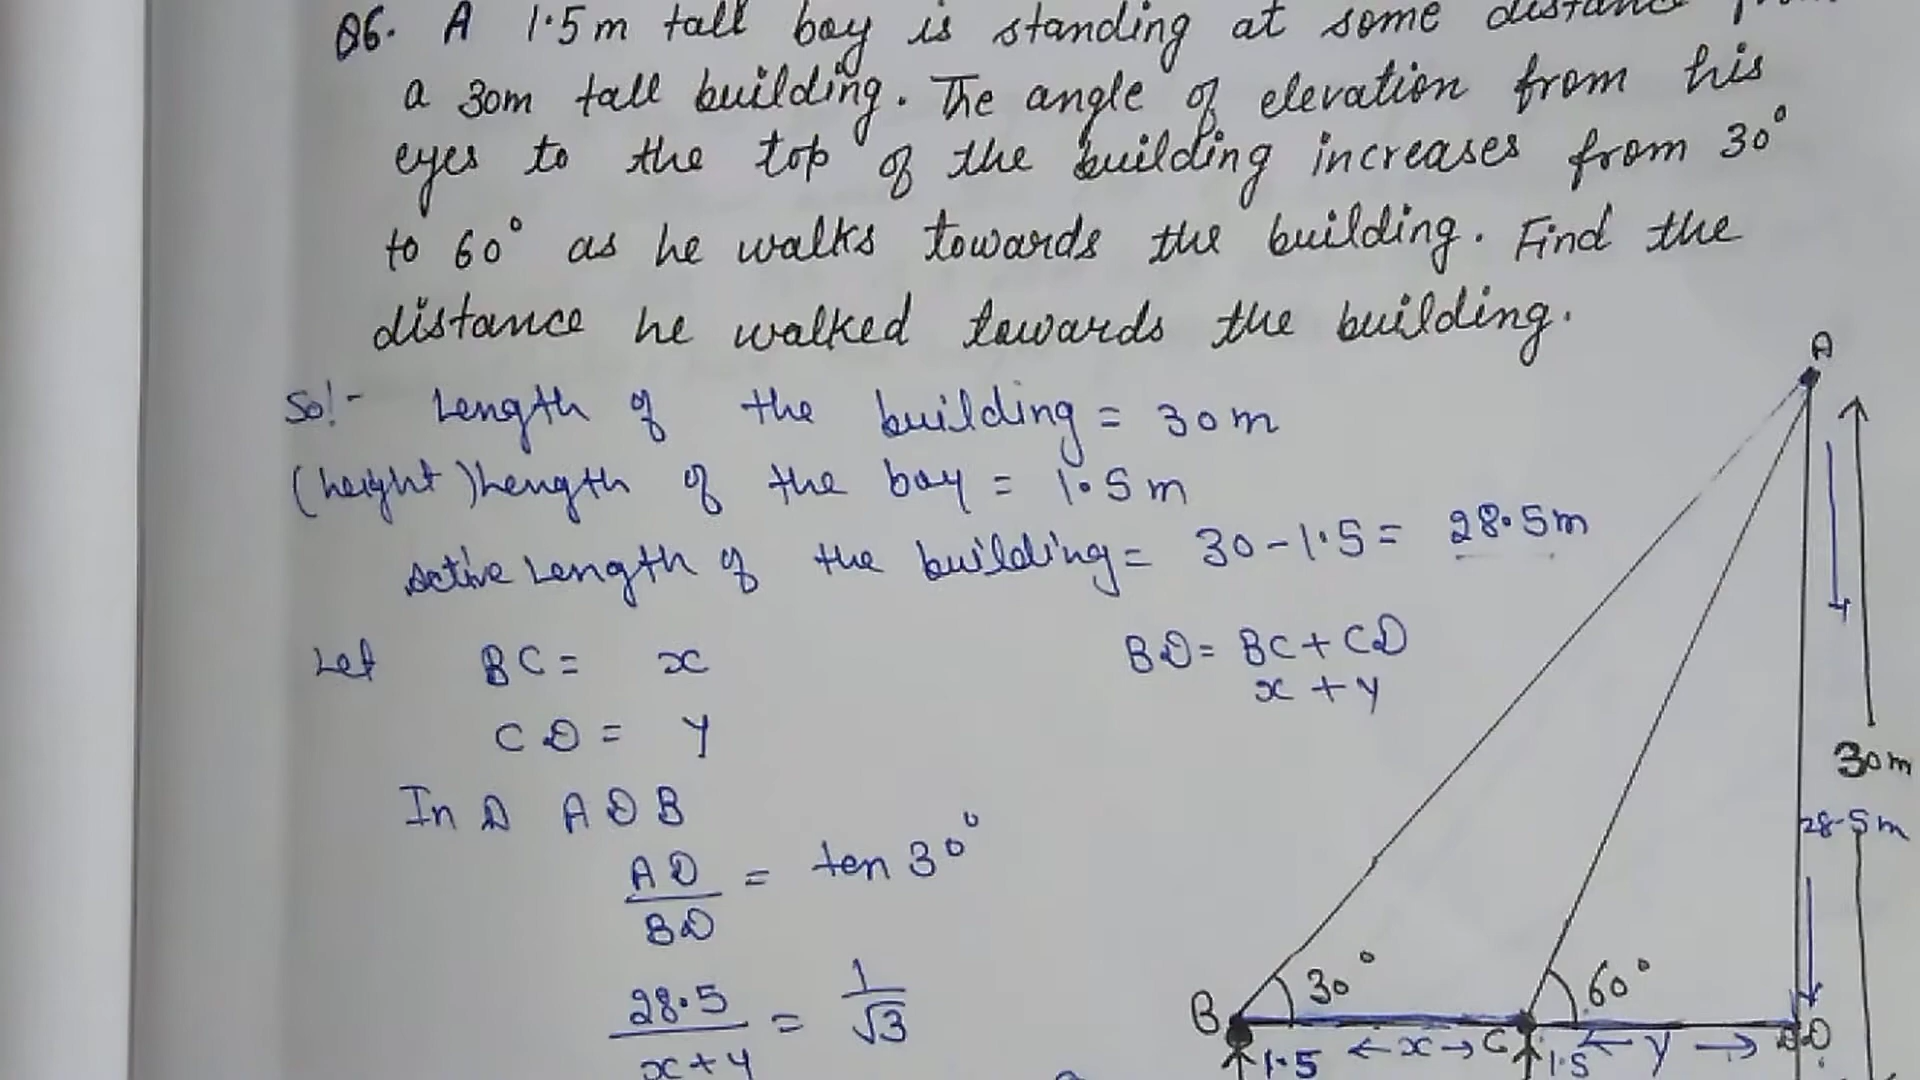 Q6. A 1.5m tall boy is standing at some distance
a 30m tall building. The angle of elevation from his
eyes to the top of the building increases from 30°
to 60° as he walks towards the building. Find the
distance he walked towards the building.
Sol- Length of the building = 30m
(height) Length of the boy = 1.5m
Active Length of the building = 30-1.5 = 28.5m
Let BC = x
BD = BC + CD
x + y
CD = y
In Δ ADB
AD/BD = ten 30°
28.5/x+y = 1/√3
A
30m
28.5m
B 30° 60°
1.5 ←x→ C 1.5 ← y → D